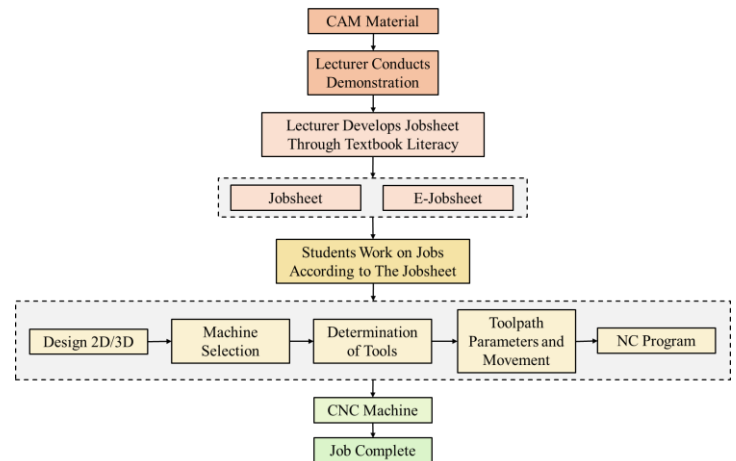 CAM Material
Lecturer Conducts
Demonstration
Lecturer Develops Jobsheet
Through Textbook Literacy
Jobsheet
E-Jobsheet
Students Work on Jobs
According to The Jobsheet
Design 2D/3D
Machine
Selection
Determination
of Tools
Toolpath
Parameters and
Movement
NC Program
CNC Machine
Job Complete